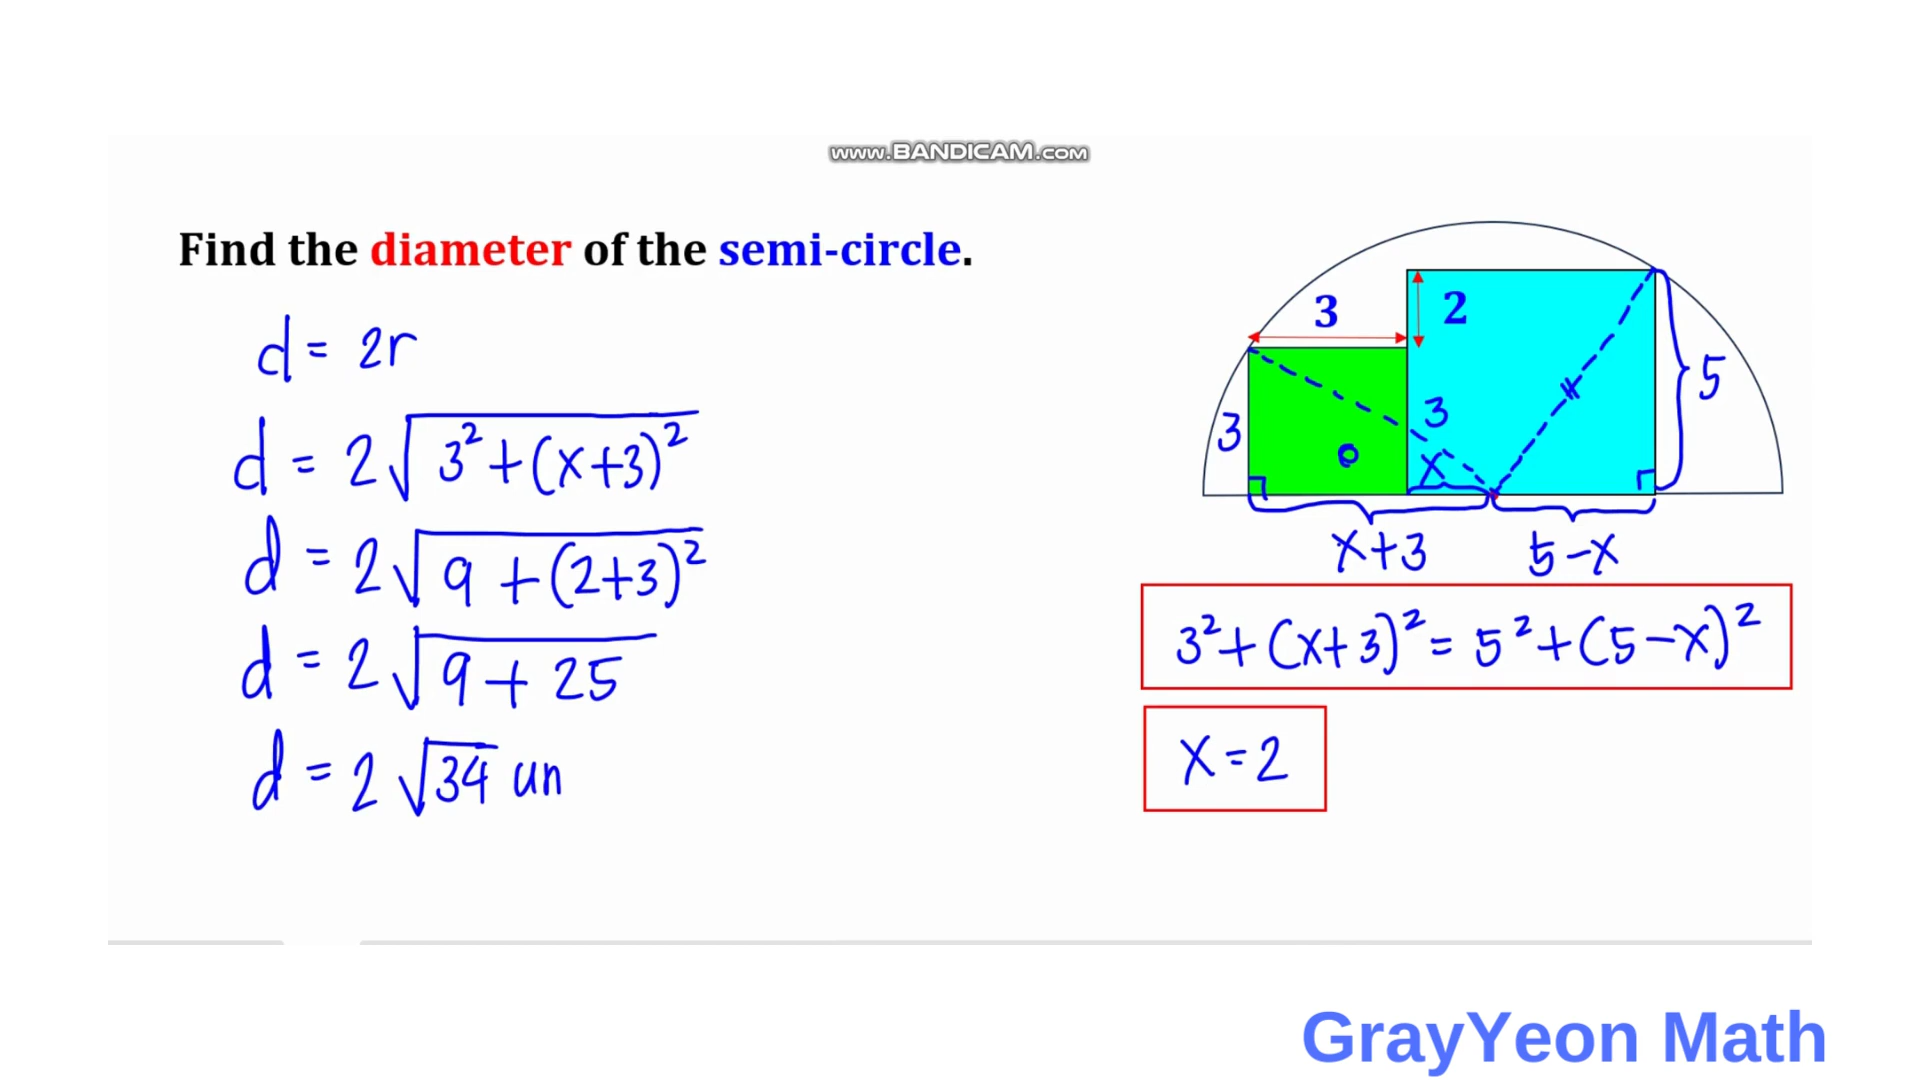 www.BANDICAM.com
Find the diameter of the semi-circle.
d = 2r
d = 2√(3² + (x+3)²)
d = 2√(9 + (2+3)²)
d = 2√(9 + 25)
d = 2√34 un
3
2
3
3
x
5
x+3
5-x
3² + (x+3)² = 5² + (5-x)²
x = 2
GrayYeon Math